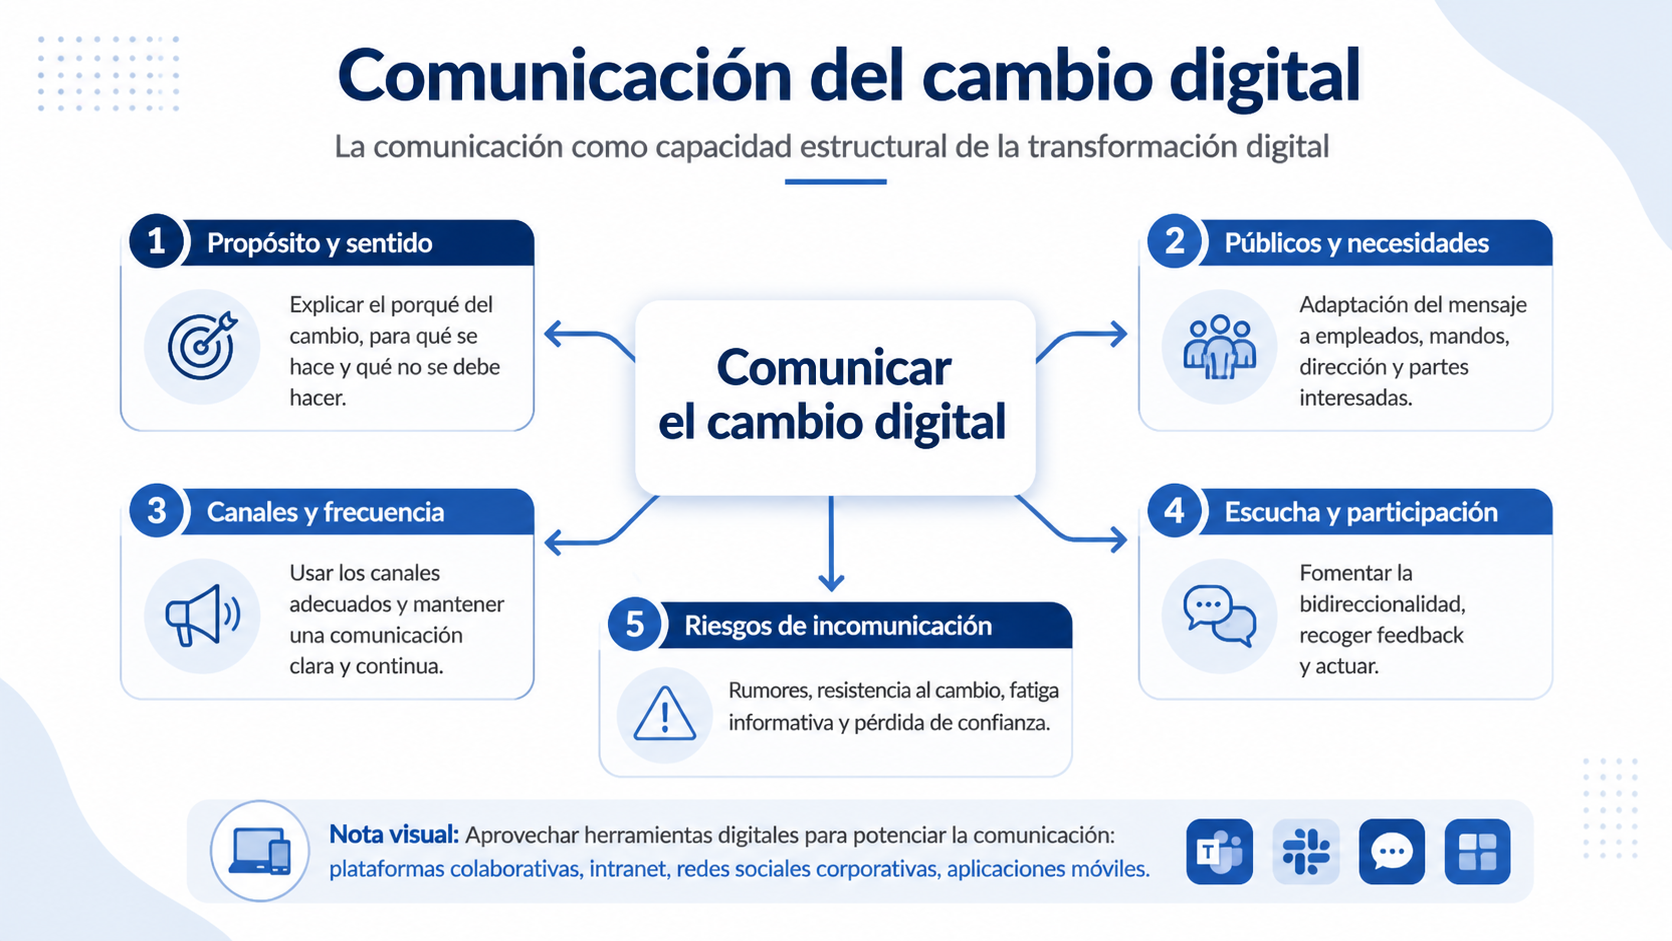 Comunicación del cambio digital
La comunicación como capacidad estructural de la transformación digital
1
Propósito y sentido
Explicar el porqué del
cambio, para qué se
hace y qué no se debe
hacer.
2
Públicos y necesidades
Adaptación del mensaje
a empleados, mandos,
dirección y partes
interesadas.
Comunicar
el cambio digital
3
Canales y frecuencia
Usar los canales
adecuados y mantener
una comunicación
clara y continua.
4
Escucha y participación
Fomentar la
bidireccionalidad,
recoger feedback
y actuar.
5
Riesgos de incomunicación
Rumores, resistencia al cambio, fatiga
informativa y pérdida de confianza.
Nota visual: Aprovechar herramientas digitales para potenciar la comunicación:
plataformas colaborativas, intranet, redes sociales corporativas, aplicaciones móviles.
T